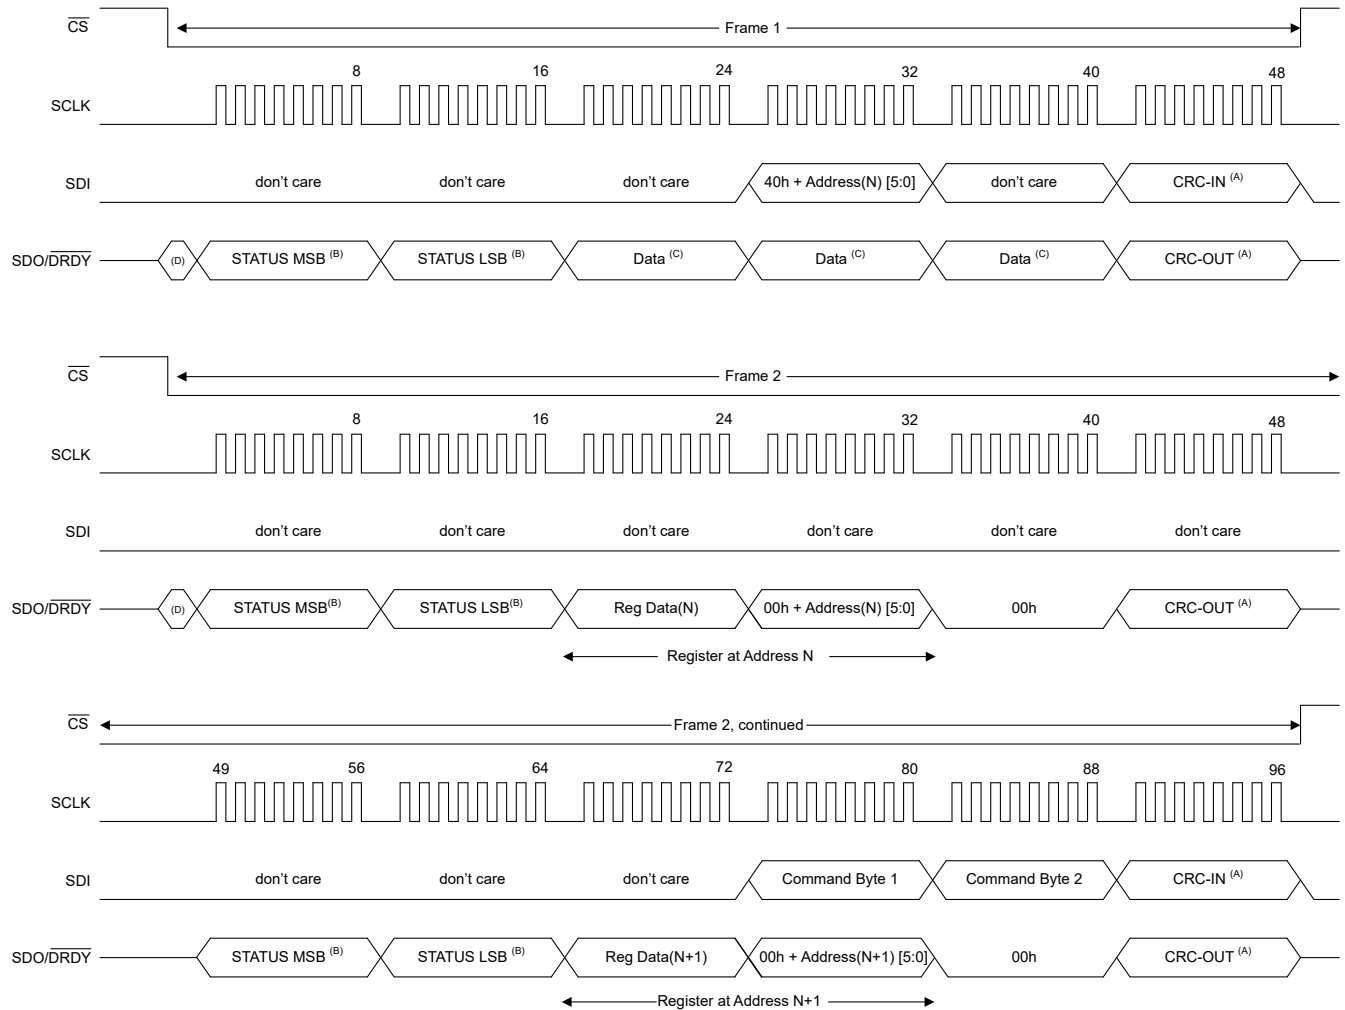 CS
Frame 1
8 16 24 32 40 48
SCLK
SDI don't care don't care don't care 40h + Address(N) [5:0] don't care CRC-IN (A)
SDO/DRDY (D) STATUS MSB (B) STATUS LSB (B) Data (C) Data (C) Data (C) CRC-OUT (A)
CS
Frame 2
8 16 24 32 40 48
SCLK
SDI don't care don't care don't care don't care don't care don't care
SDO/DRDY (D) STATUS MSB(B) STATUS LSB(B) Reg Data(N) 00h + Address(N) [5:0] 00h CRC-OUT (A)
Register at Address N
CS
Frame 2, continued
49 56 64 72 80 88 96
SCLK
SDI don't care don't care don't care Command Byte 1 Command Byte 2 CRC-IN (A)
SDO/DRDY STATUS MSB (B) STATUS LSB (B) Reg Data(N+1) 00h + Address(N+1) [5:0] 00h CRC-OUT (A)
Register at Address N+1